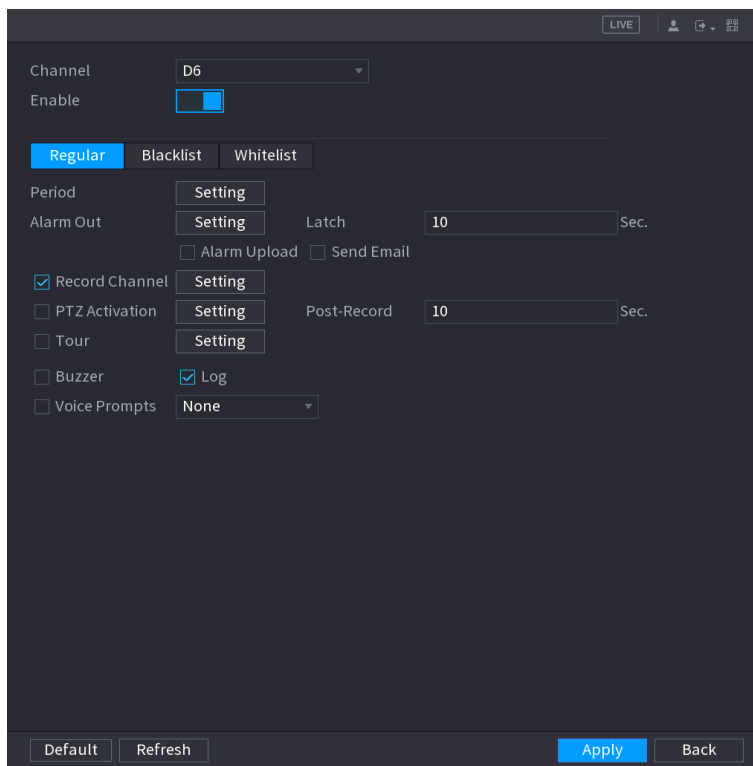 LIVE
Channel D6
Enable
Regular Blacklist Whitelist
Period Setting
Alarm Out Setting Latch 10 Sec.
Alarm Upload Send Email
Record Channel Setting
PTZ Activation Setting Post-Record 10 Sec.
Tour Setting
Buzzer Log
Voice Prompts None
Default Refresh Apply Back